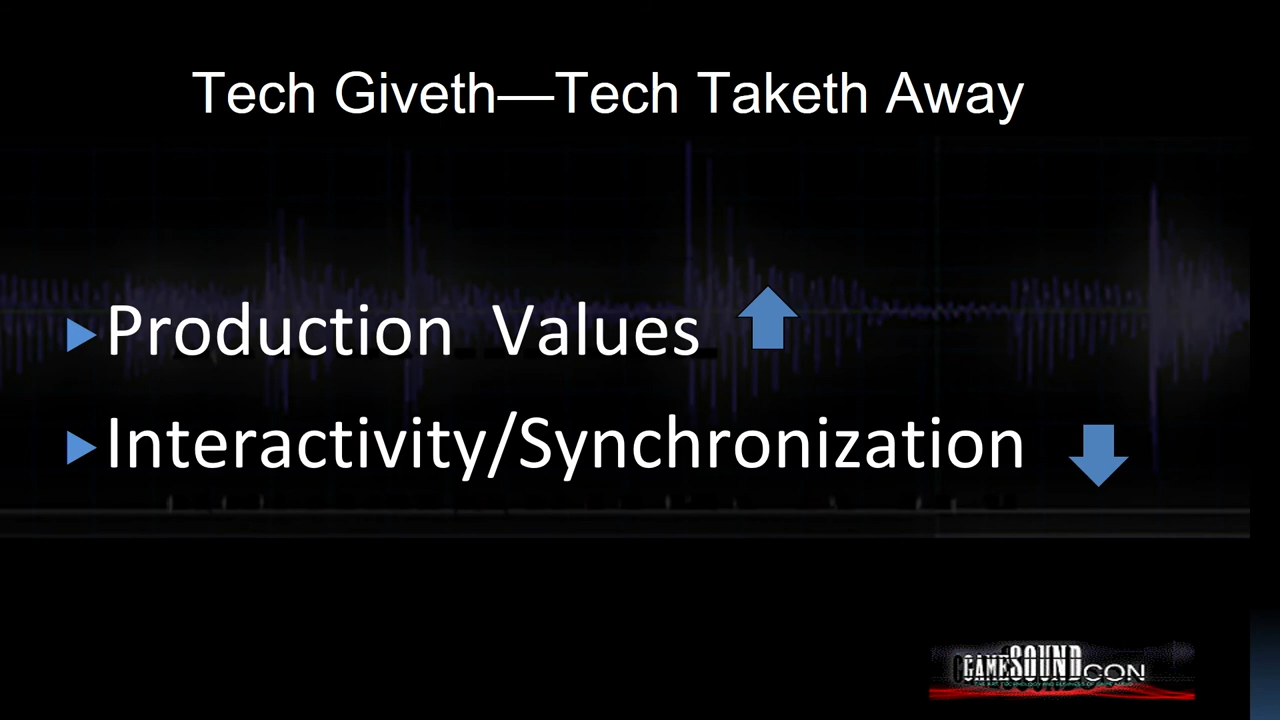 Tech Giveth—Tech Taketh Away
Production Values
Interactivity/Synchronization
GAMESOUNDCON